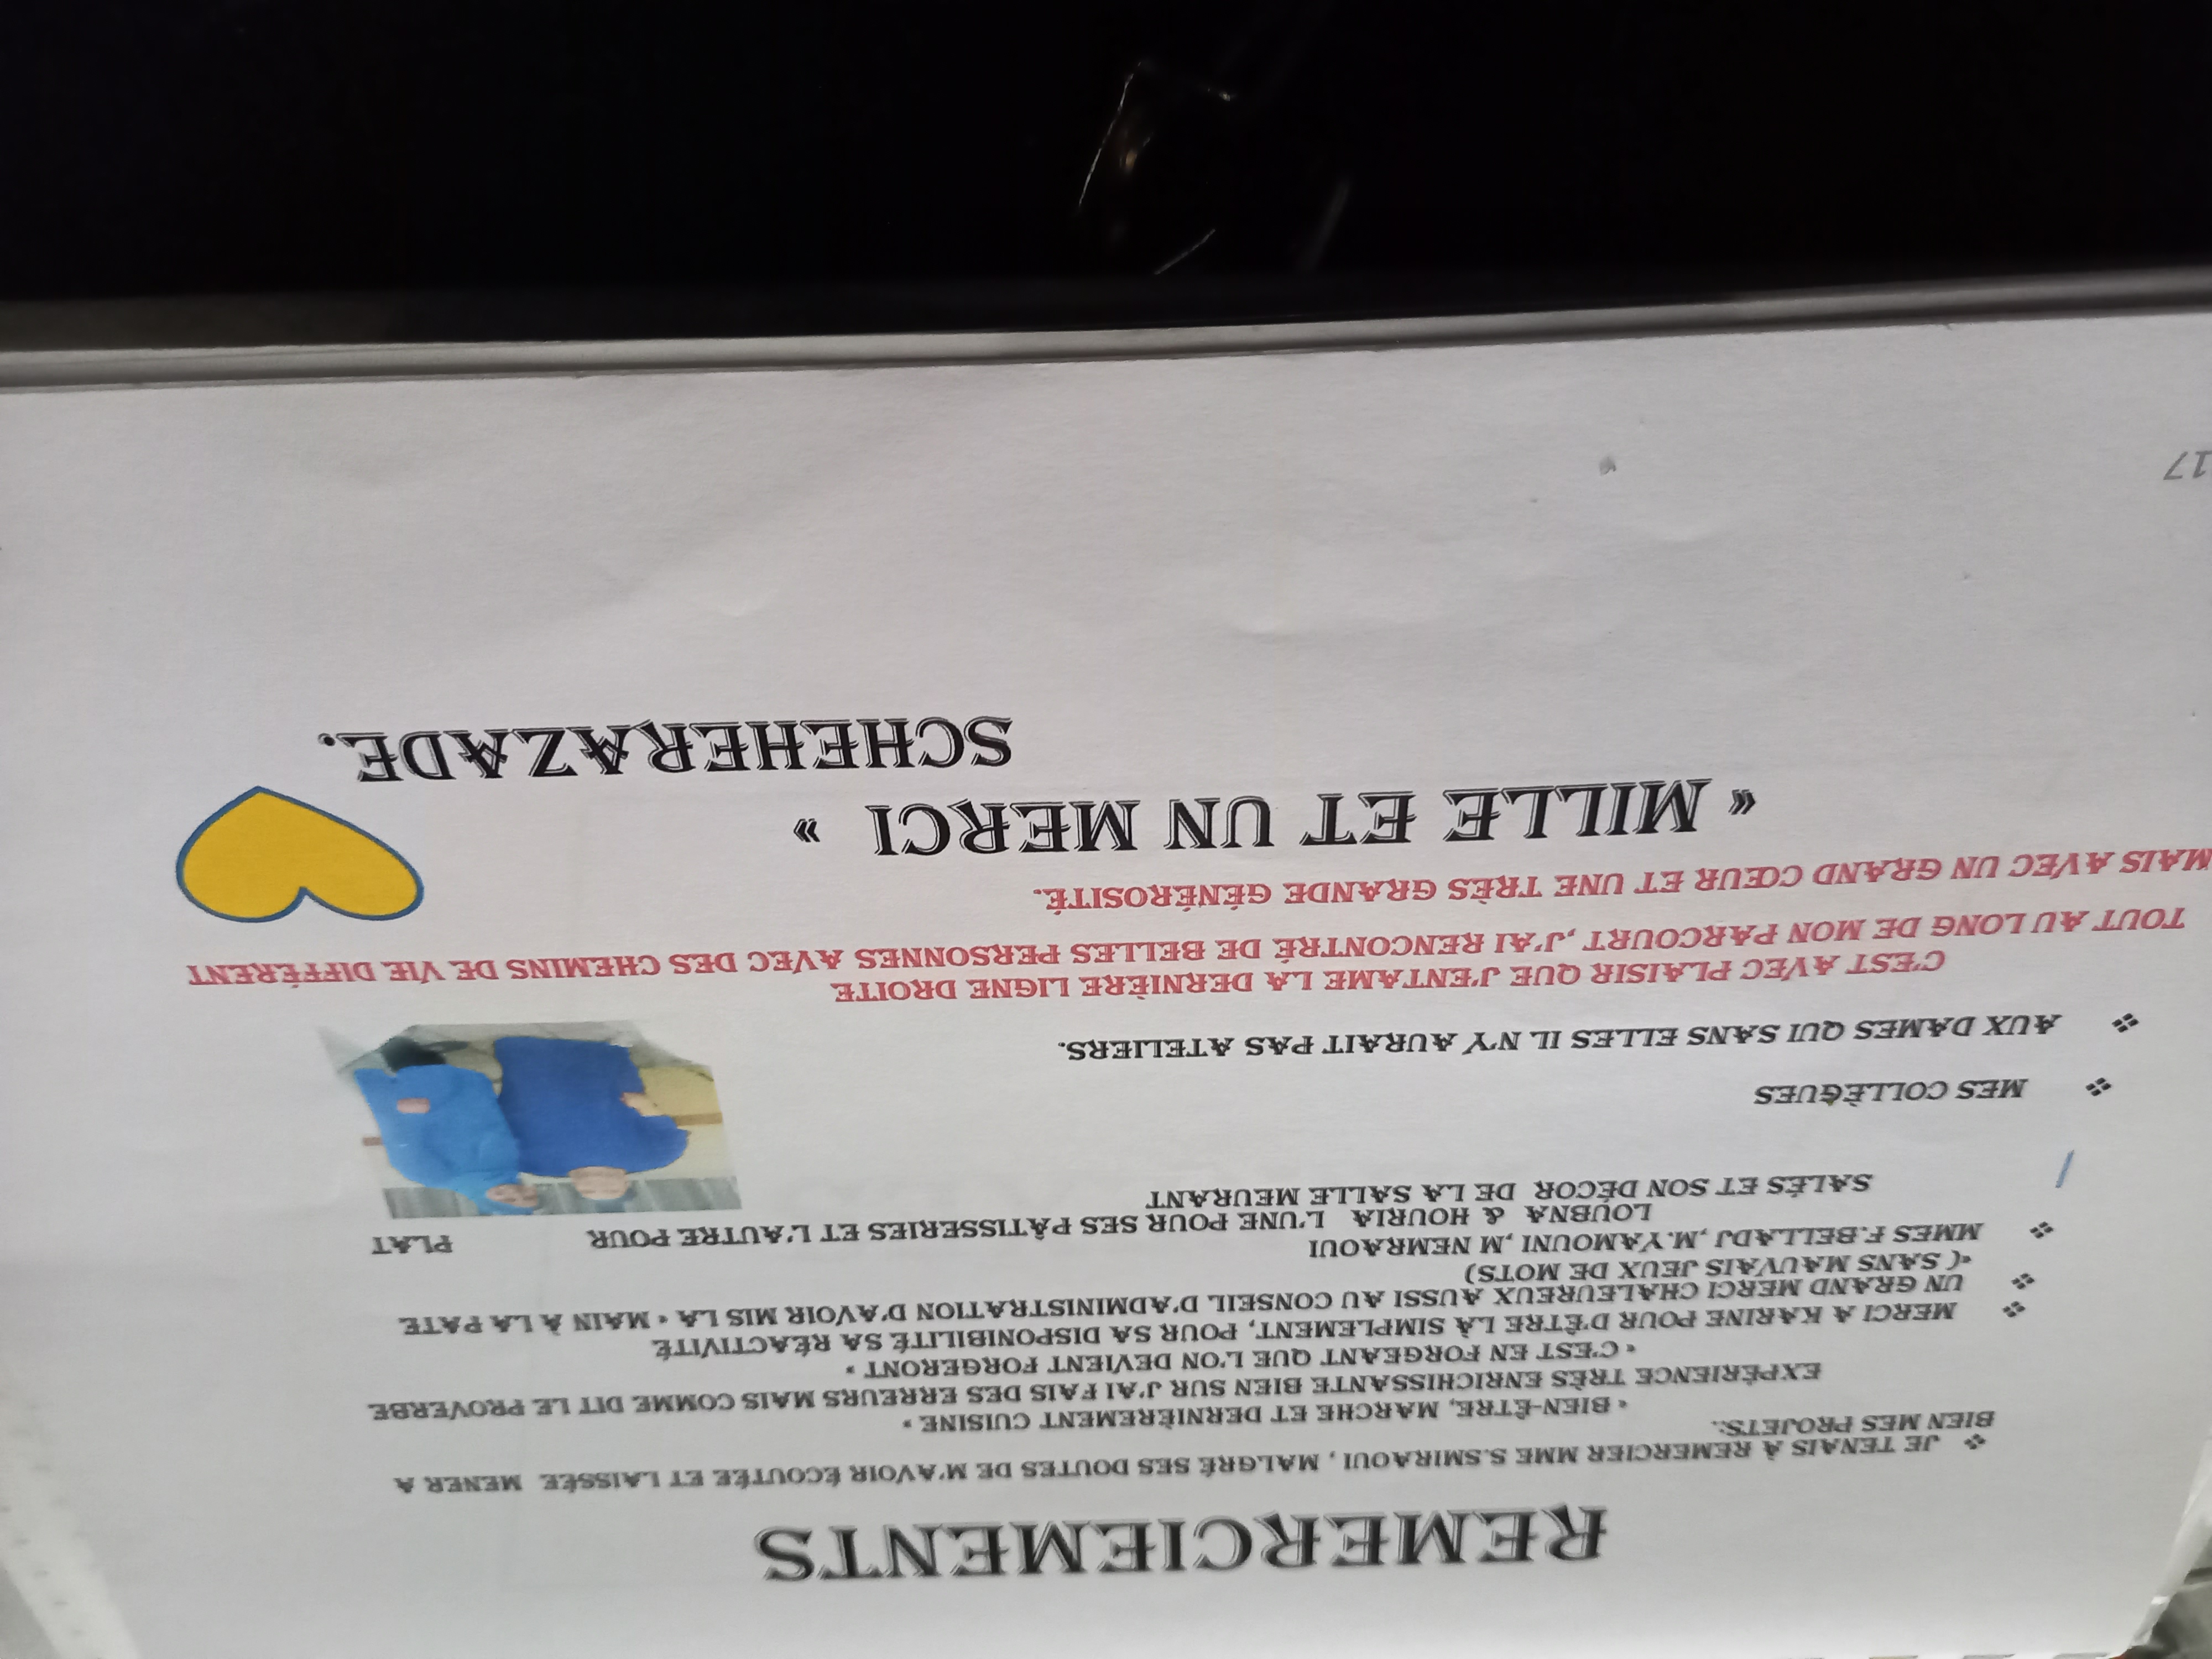 REMERCIEMENTS
❖ JE TENAIS À REMERCIER MME S.SMIRAOUI , MALGRÉ SES DOUTES DE M'AVOIR ÉCOUTÉE ET LAISSÉE MENER A
BIEN MES PROJETS:.
« BIEN-ÊTRE, MARCHE ET DERNIÈREMENT CUISINE »
EXPÉRIENCE TRÈS ENRICHISSANTE BIEN SUR J'AI FAIS DES ERREURS MAIS COMME DIT LE PROVERBE
« C'EST EN FORGEANT QUE L'ON DEVIENT FORGERONT »
❖ MERCI A KARINE POUR D'ÊTRE LÀ SIMPLEMENT, POUR SA DISPONIBILITÉ SA RÉACTIVITÉ
❖ UN GRAND MERCI CHALEUREUX AUSSI AU CONSEIL D'ADMINISTRATION D'AVOIR MIS LA « MAIN À LA PATE
«( SANS MAUVAIS JEUX DE MOTS)
❖ MMES F.BELLADJ ,M.YAMOUNI ,M NEMRAOUI
LOUBNA & HOURIA L'UNE POUR SES PÂTISSERIES ET L'AUTRE POUR PLAT
SALÉS ET SON DÉCOR DE LA SALLE MEURANT
❖ MES COLLÈGUES
❖ AUX DAMES QUI SANS ELLES IL N'Y AURAIT PAS ATELIERS.
C'EST AVEC PLAISIR QUE J'ENTAME LA DERNIÈRE LIGNE DROITE
TOUT AU LONG DE MON PARCOURT ,J'AI RENCONTRÉ DE BELLES PERSONNES AVEC DES CHEMINS DE VIE DIFFÉRENT
MAIS AVEC UN GRAND CŒUR ET UNE TRÈS GRANDE GÉNÉROSITÉ.
« MILLE ET UN MERCI »
SCHEHERAZADE.
17